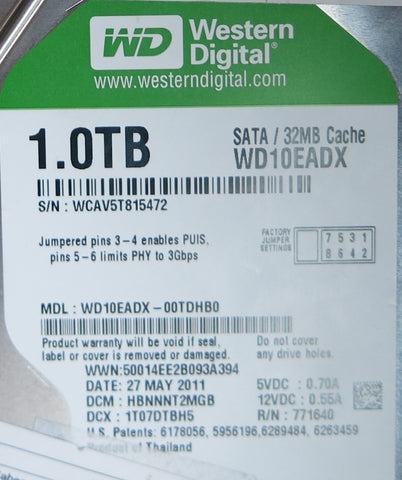 WD Western
Digital®
www.westerndigital.com
1.0TB
SATA / 32MB Cache
WD10EADX
S/N : WCAV5T815472
Jumpered pins 3-4 enables PUIS,
pins 5-6 limits PHY to 3Gbps
FACTORY
JUMPER
SETTINGS
7 5 3 1
8 6 4 2
MDL : WD10EADX-00TDHB0
Product warranty will be void if seal,
label or cover is removed or damaged.
Do not cover
any drive holes.
WWN:50014EE2B093A394
DATE: 27 MAY 2011
5VDC : 0.70A
DCM : HBNNNT2MGB
12VDC : 0.55A
DCX : 1T07DTBH5
R/N : 771640
U.S. Patents: 6178056, 5956196,6289484, 6263459
Product of Thailand